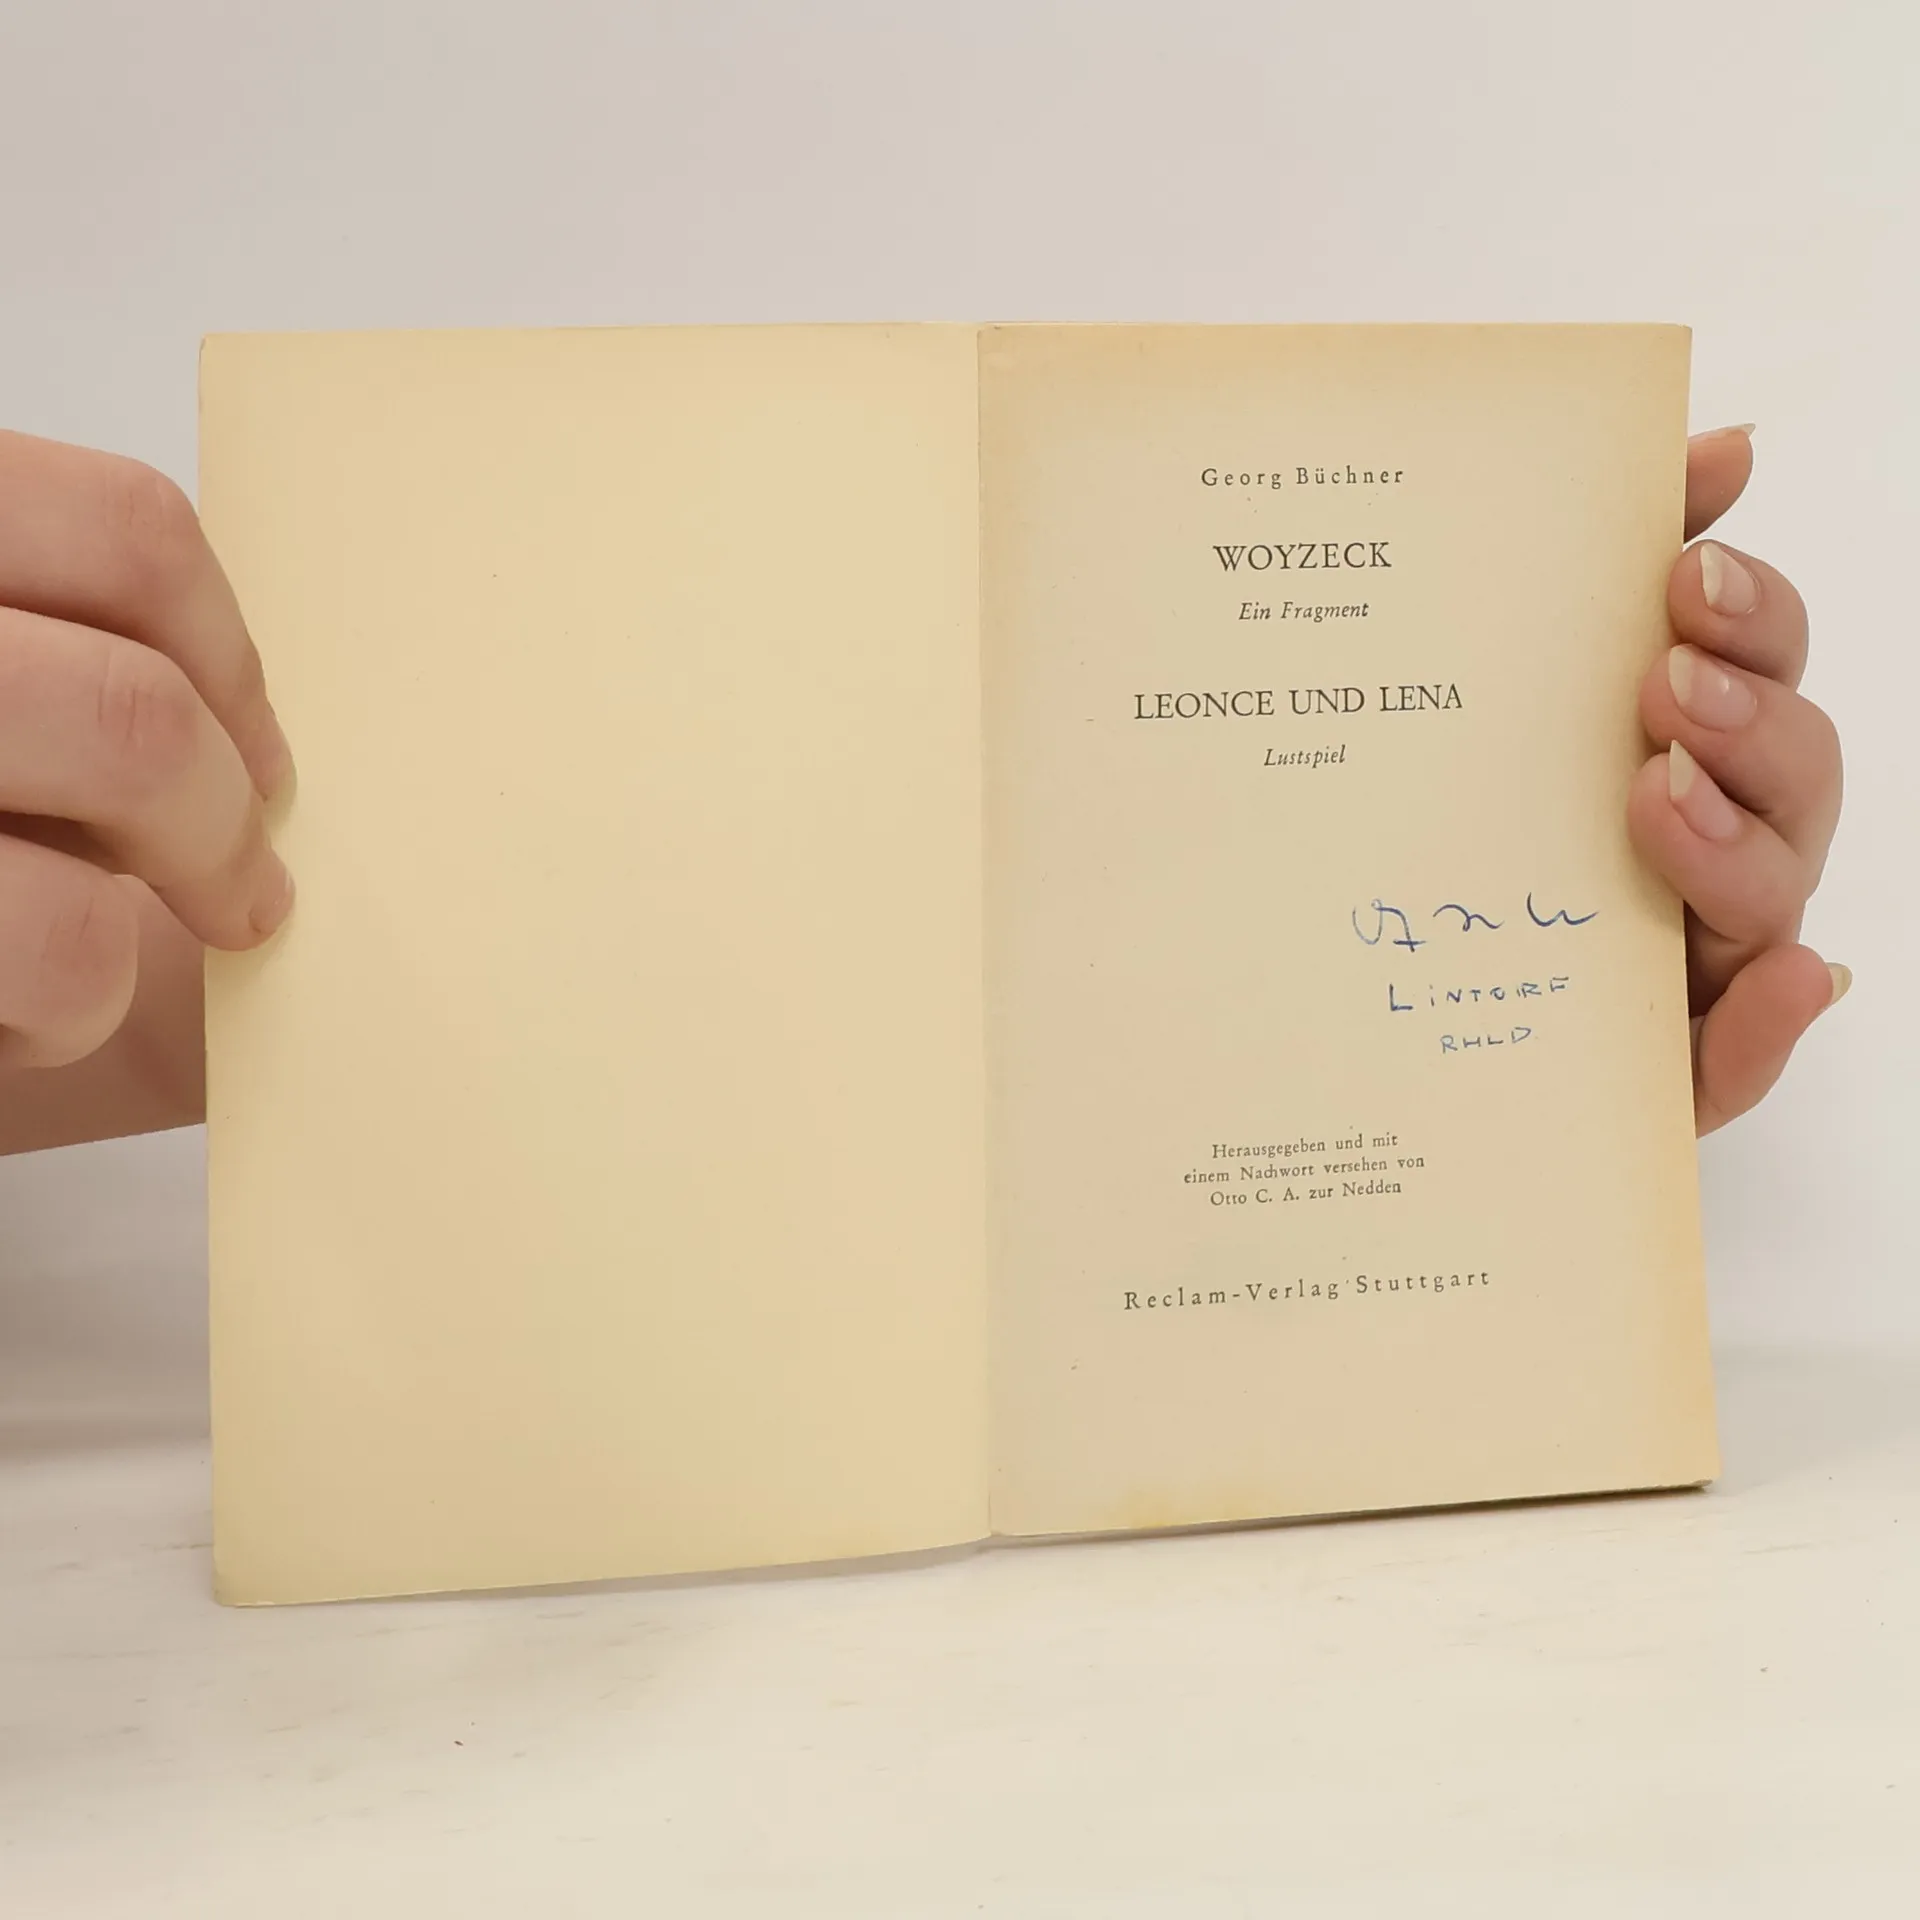 Georg Büchner
WOYZECK
Ein Fragment
LEONCE UND LENA
Lustspiel
LINTORF
RHLD.
Herausgegeben und mit
einem Nachwort versehen von
Otto C. A. zur Nedden
Reclam-Verlag Stuttgart